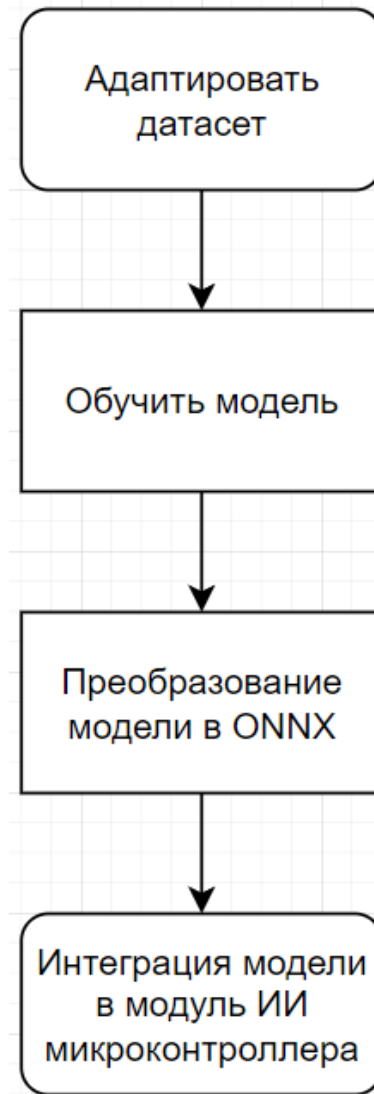 Адаптировать
датасет
Обучить модель
Преобразование
модели в ONNX
Интеграция модели
в модуль ИИ
микроконтроллера